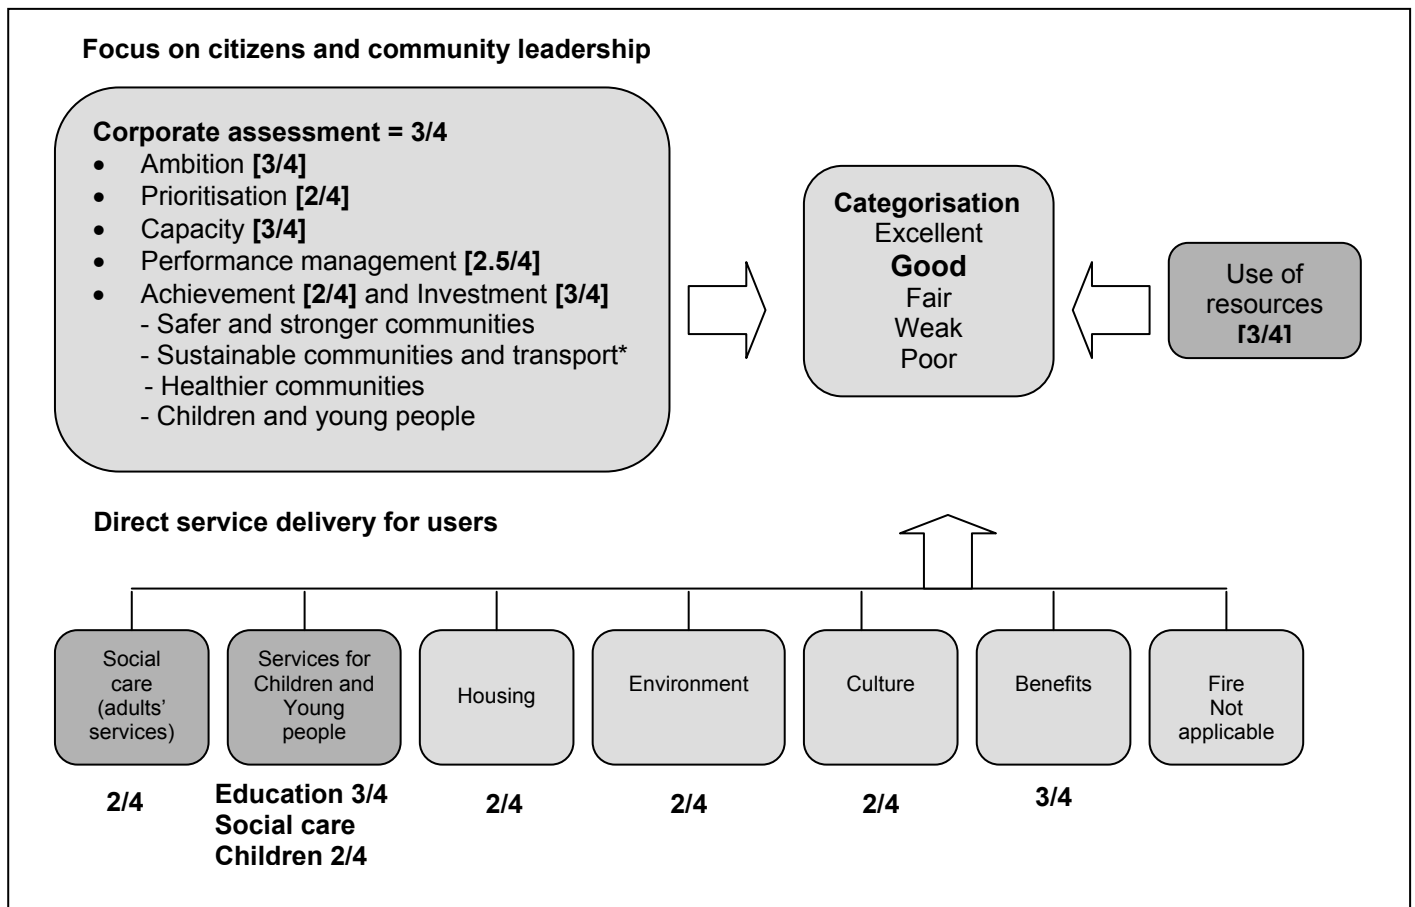 Focus on citizens and community leadership
Corporate assessment = 3/4
• Ambition [3/4]
• Prioritisation [2/4]
• Capacity [3/4]
• Performance management [2.5/4]
• Achievement [2/4] and Investment [3/4]
- Safer and stronger communities
- Sustainable communities and transport*
- Healthier communities
- Children and young people
Categorisation
Excellent
Good
Fair
Weak
Poor
Use of
resources
[3/4]
Direct service delivery for users
Social
care
(adults'
services)
2/4
Services for
Children and
Young
people
Education 3/4
Social care
Children 2/4
Housing
2/4
Environment
2/4
Culture
2/4
Benefits
3/4
Fire
Not
applicable